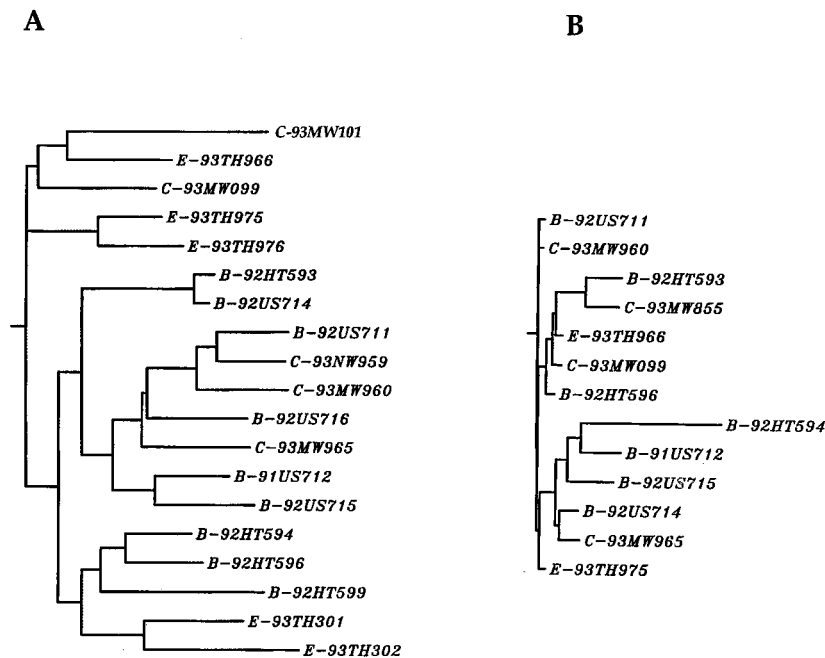 A
C-93MW101
E-93TH966
C-93MW099
E-93TH975
E-93TH976
B-92HT593
B-92US714
B-92US711
C-93NW959
C-93MW960
B-92US716
C-93MW965
B-91US712
B-92US715
B-92HT594
B-92HT596
B-92HT599
E-93TH301
E-93TH302
B
B-92US711
C-93MW960
B-92HT593
C-93MW855
E-93TH966
C-93MW099
B-92HT596
B-92HT594
B-91US712
B-92US715
B-92US714
C-93MW965
E-93TH975